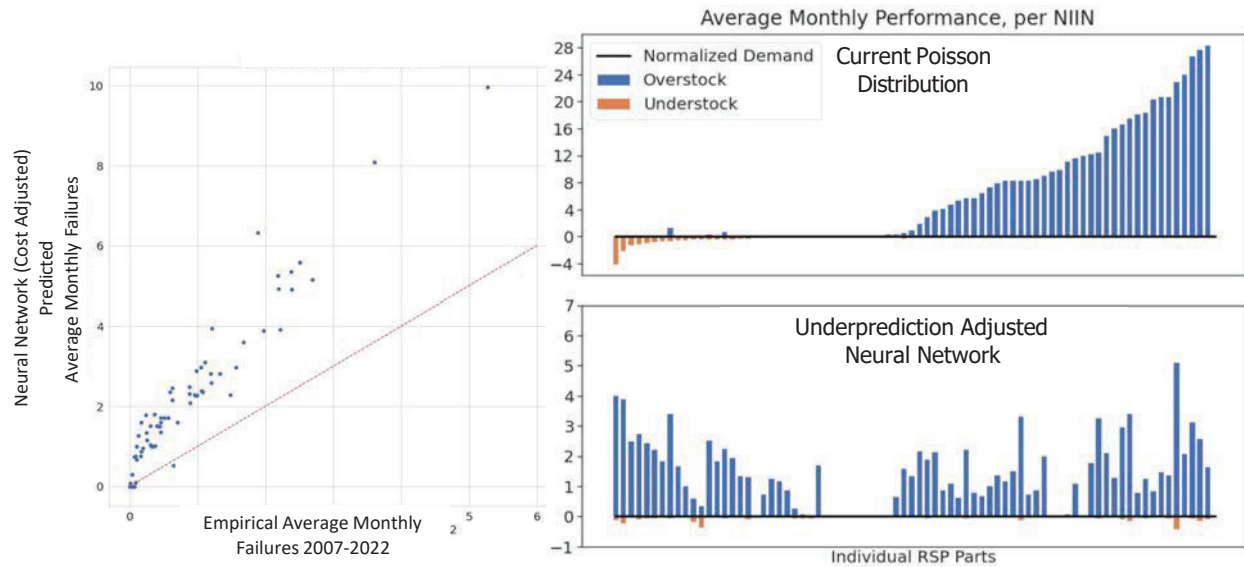 Neural Network (Cost Adjusted)
Predicted
Average Monthly Failures
10
8
6
4
2
0
0
2
5
6
Empirical Average Monthly
Failures 2007-2022
Average Monthly Performance, per NIIN
Normalized Demand
Overstock
Understock
Current Poisson
Distribution
28
24
20
16
12
8
4
0
−4
Underprediction Adjusted
Neural Network
7
6
5
4
3
2
1
0
−1
Individual RSP Parts